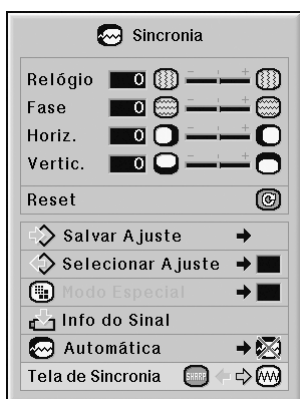 Sincronia
Relógio 0 - +
Fase 0 - +
Horiz. 0 - +
Vertic. 0 - +
Reset
Salvar Ajuste
Selecionar Ajuste
Modo Especial
Info do Sinal
Automática
Tela de Sincronia SHARP